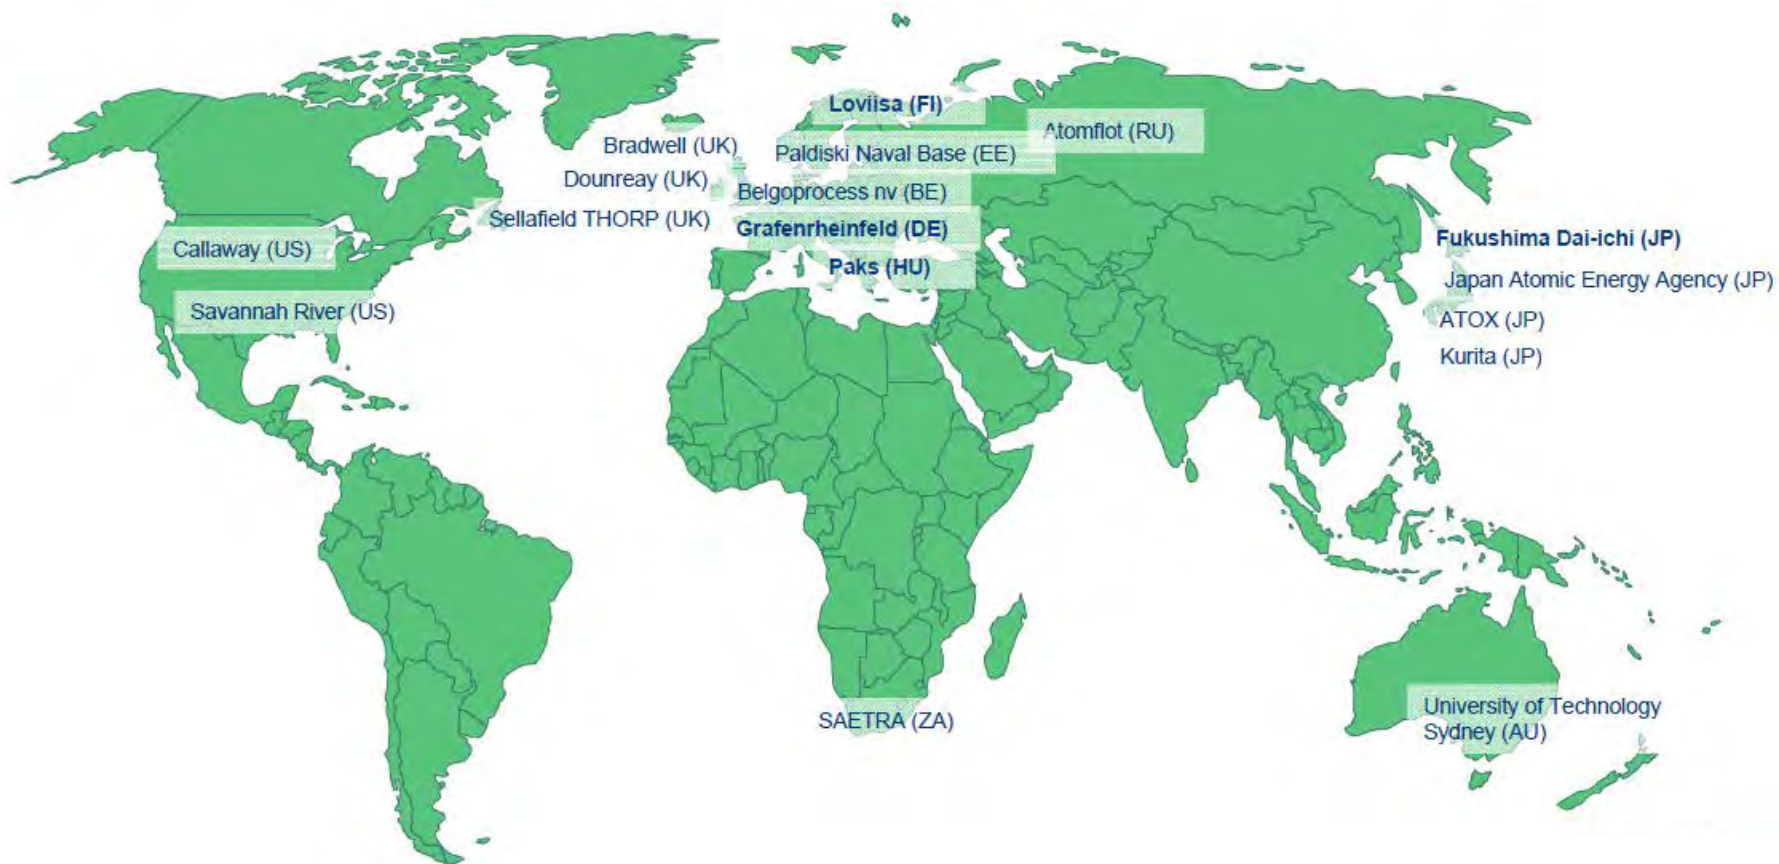 Loviisa (FI)
Atomflot (RU)
Bradwell (UK)
Paldiski Naval Base (EE)
Dounreay (UK)
Belgoprocess nv (BE)
Sellafield THORP (UK)
Grafenrheinfeld (DE)
Callaway (US)
Fukushima Dai-ichi (JP)
Paks (HU)
Japan Atomic Energy Agency (JP)
Savannah River (US)
ATOX (JP)
Kurita (JP)
SAETRA (ZA)
University of Technology
Sydney (AU)